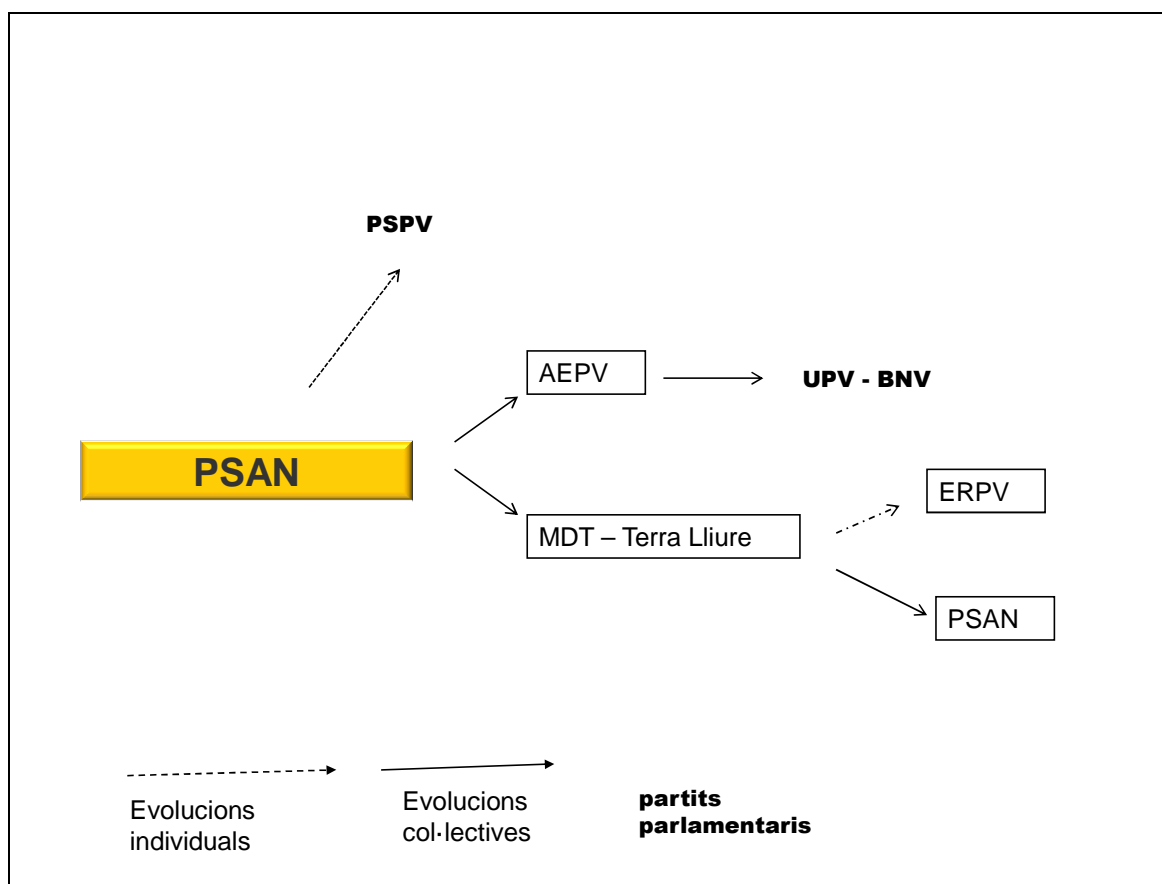 PSPV
AEPV
UPV - BNV
PSAN
ERPV
MDT – Terra Lliure
PSAN
Evolucions
individuals
Evolucions
col·lectives
partits
parlamentaris